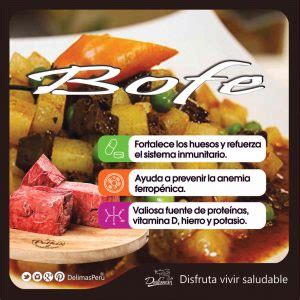 Bofe
Fortalece los huesos y refuerza
el sistema inmunitario.
Ayuda a prevenir la anemia
ferropénica.
Valiosa fuente de proteínas,
vitamina D, hierro y potasio.
DelimasPerú
Delimas
Disfruta vivir saludable